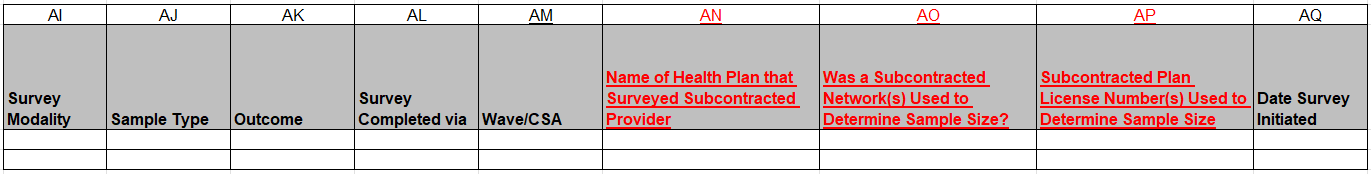 AI AJ AK AL AM AN AO AP AQ
Survey Modality
Sample Type
Outcome
Survey Completed via
Wave/CSA
Name of Health Plan that
Surveyed Subcontracted
Provider
Was a Subcontracted
Network(s) Used to
Determine Sample Size?
Subcontracted Plan
License Number(s) Used to
Determine Sample Size
Date Survey
Initiated